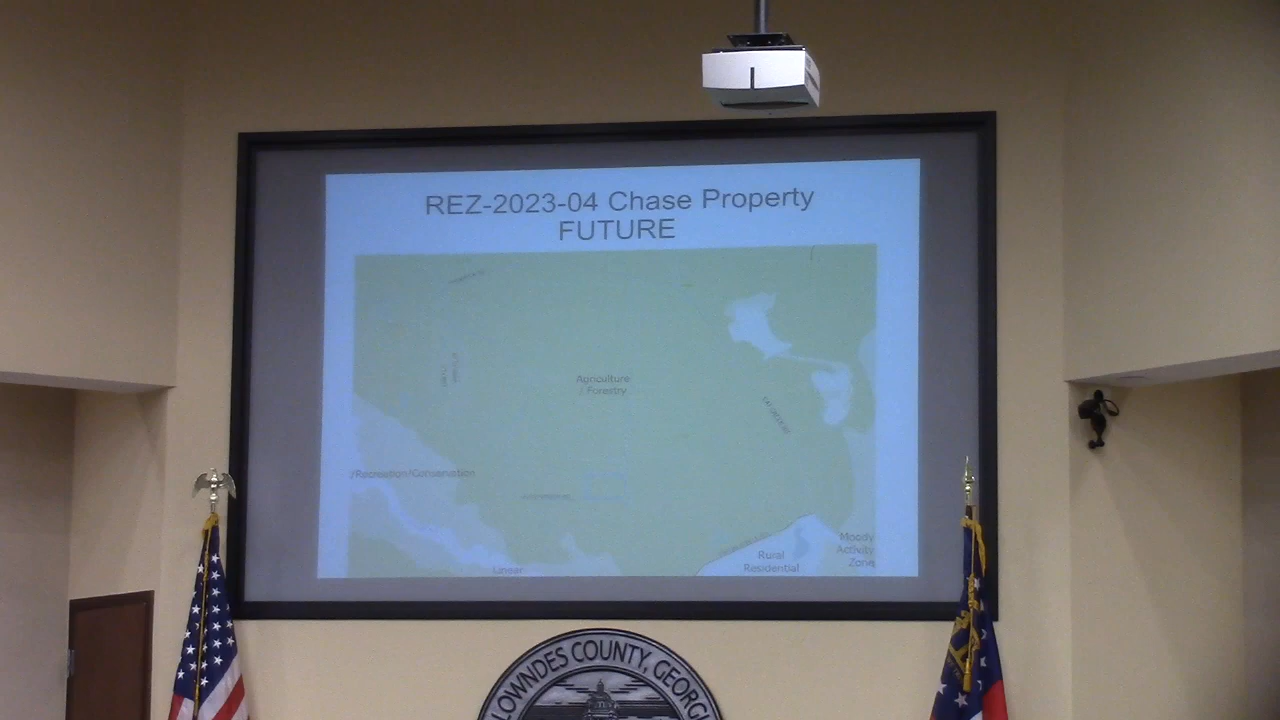 REZ-2023-04 Chase Property
FUTURE
Agriculture
/ Forestry
/Recreation/Conservation
Linear
Rural
Residential
Moody
Activity
Zone
LOWNDES COUNTY, GEORGI